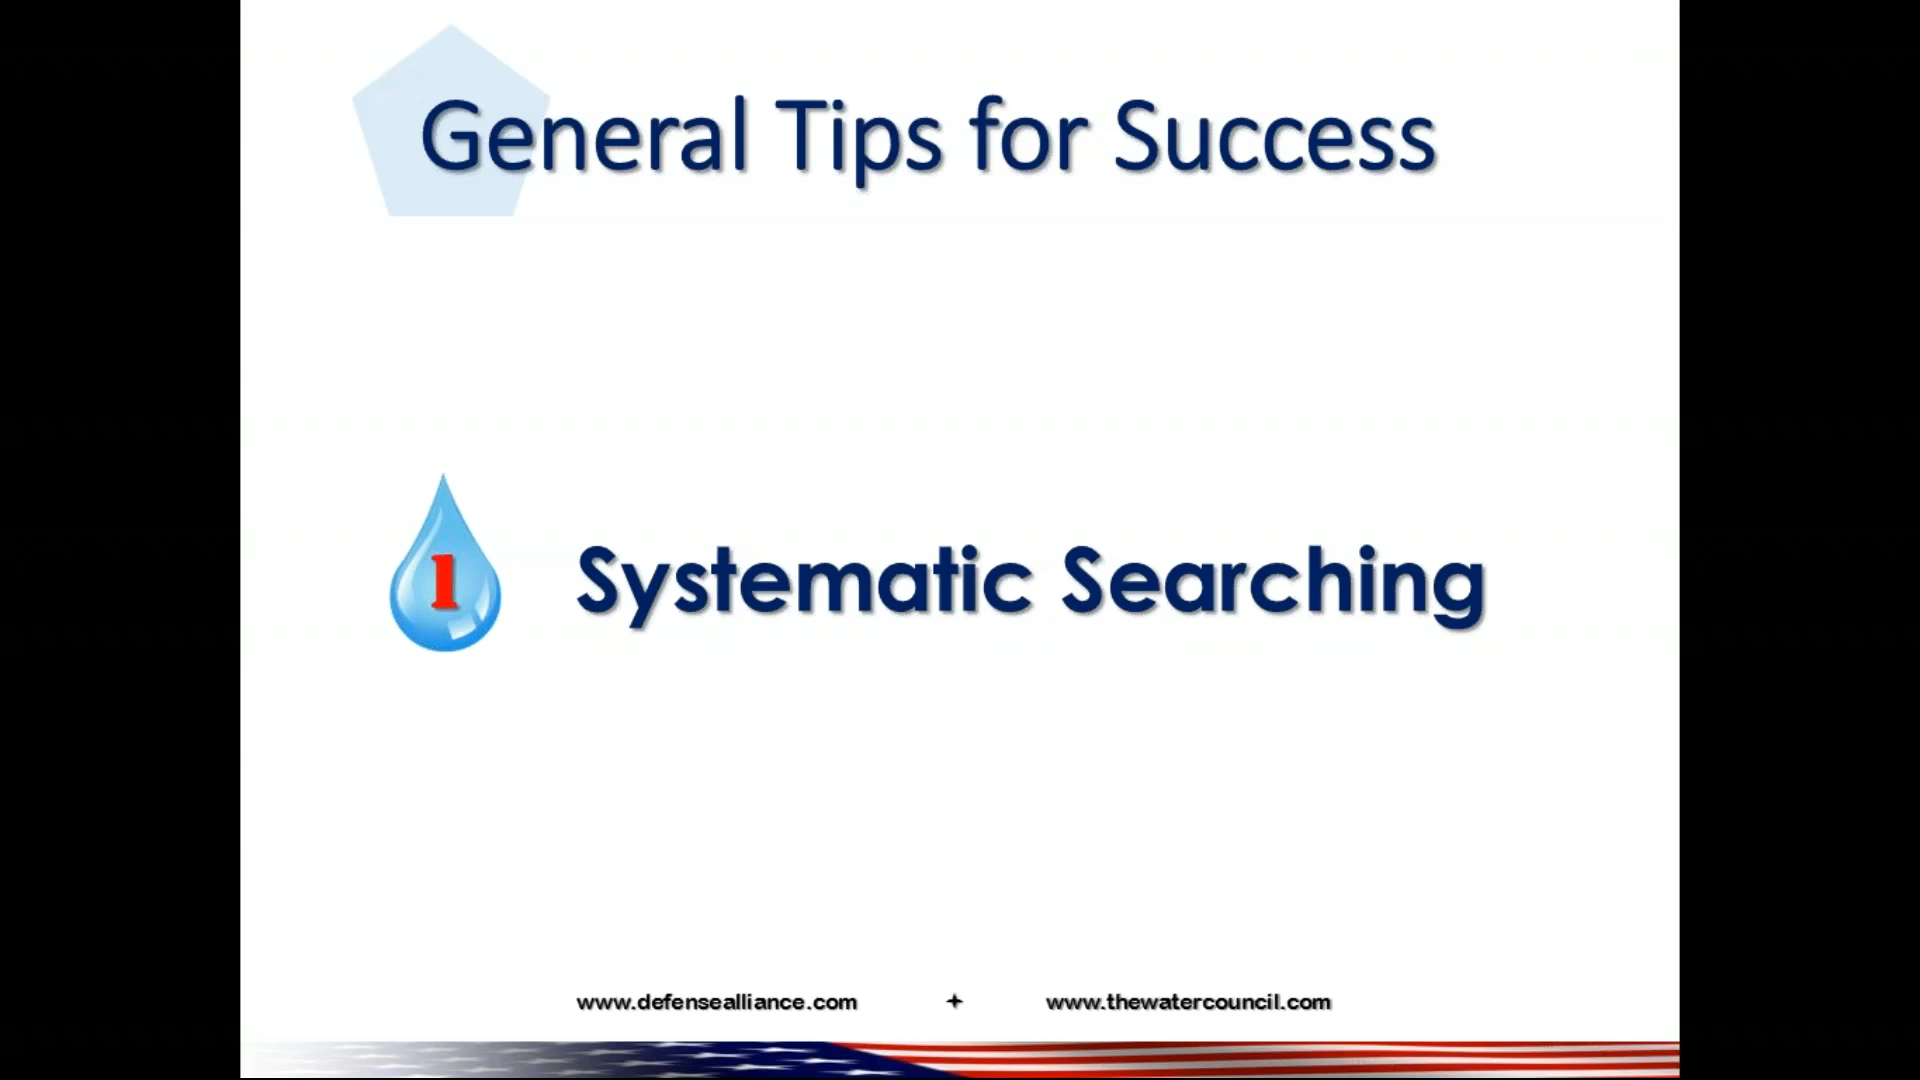 General Tips for Success
1 Systematic Searching
www.defensealliance.com + www.thewatercouncil.com